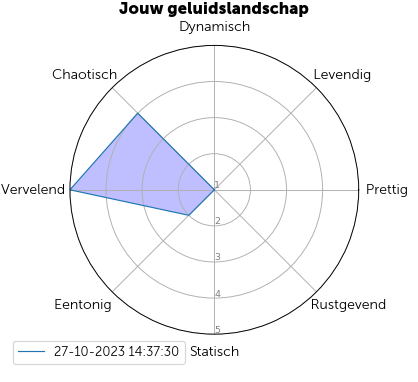 Jouw geluidslandschap
Dynamisch
Chaotisch
Levendig
Vervelend
1
Prettig
2
3
Eentonig
4
Rustgevend
5
27-10-2023 14:37:30
Statisch